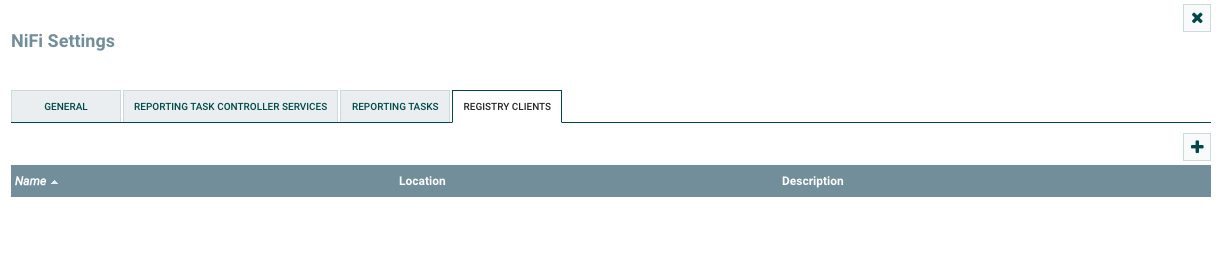 NiFi Settings
GENERAL
REPORTING TASK CONTROLLER SERVICES
REPORTING TASKS
REGISTRY CLIENTS
Name
Location
Description